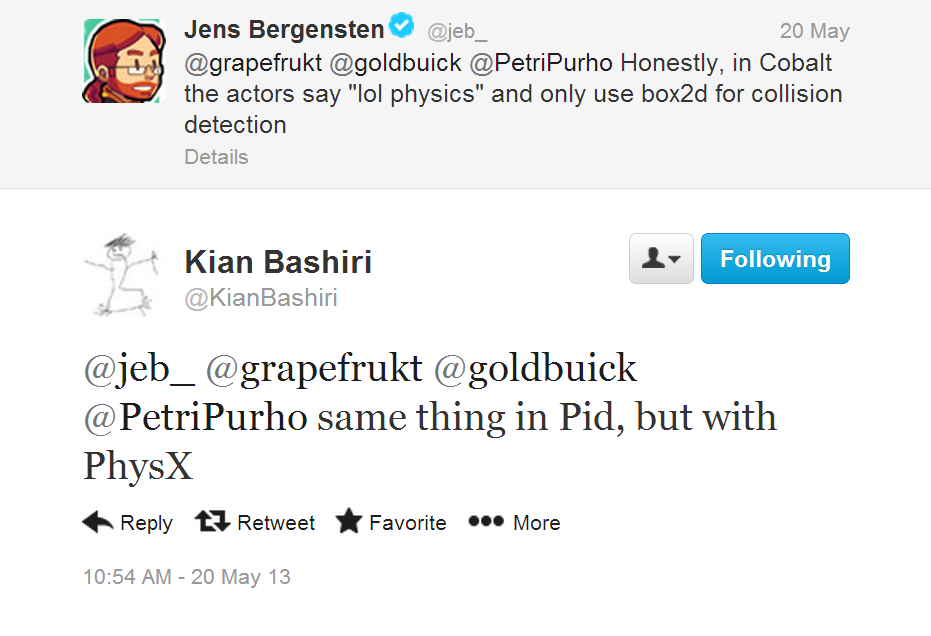 Jens Bergensten @jeb_ 20 May
@grapefrukt @goldbuick @PetriPurho Honestly, in Cobalt
the actors say "lol physics" and only use box2d for collision
detection
Details
Kian Bashiri
Following
@KianBashiri
@jeb_ @grapefrukt @goldbuick
@PetriPurho same thing in Pid, but with
PhysX
Reply Retweet Favorite More
10:54 AM - 20 May 13